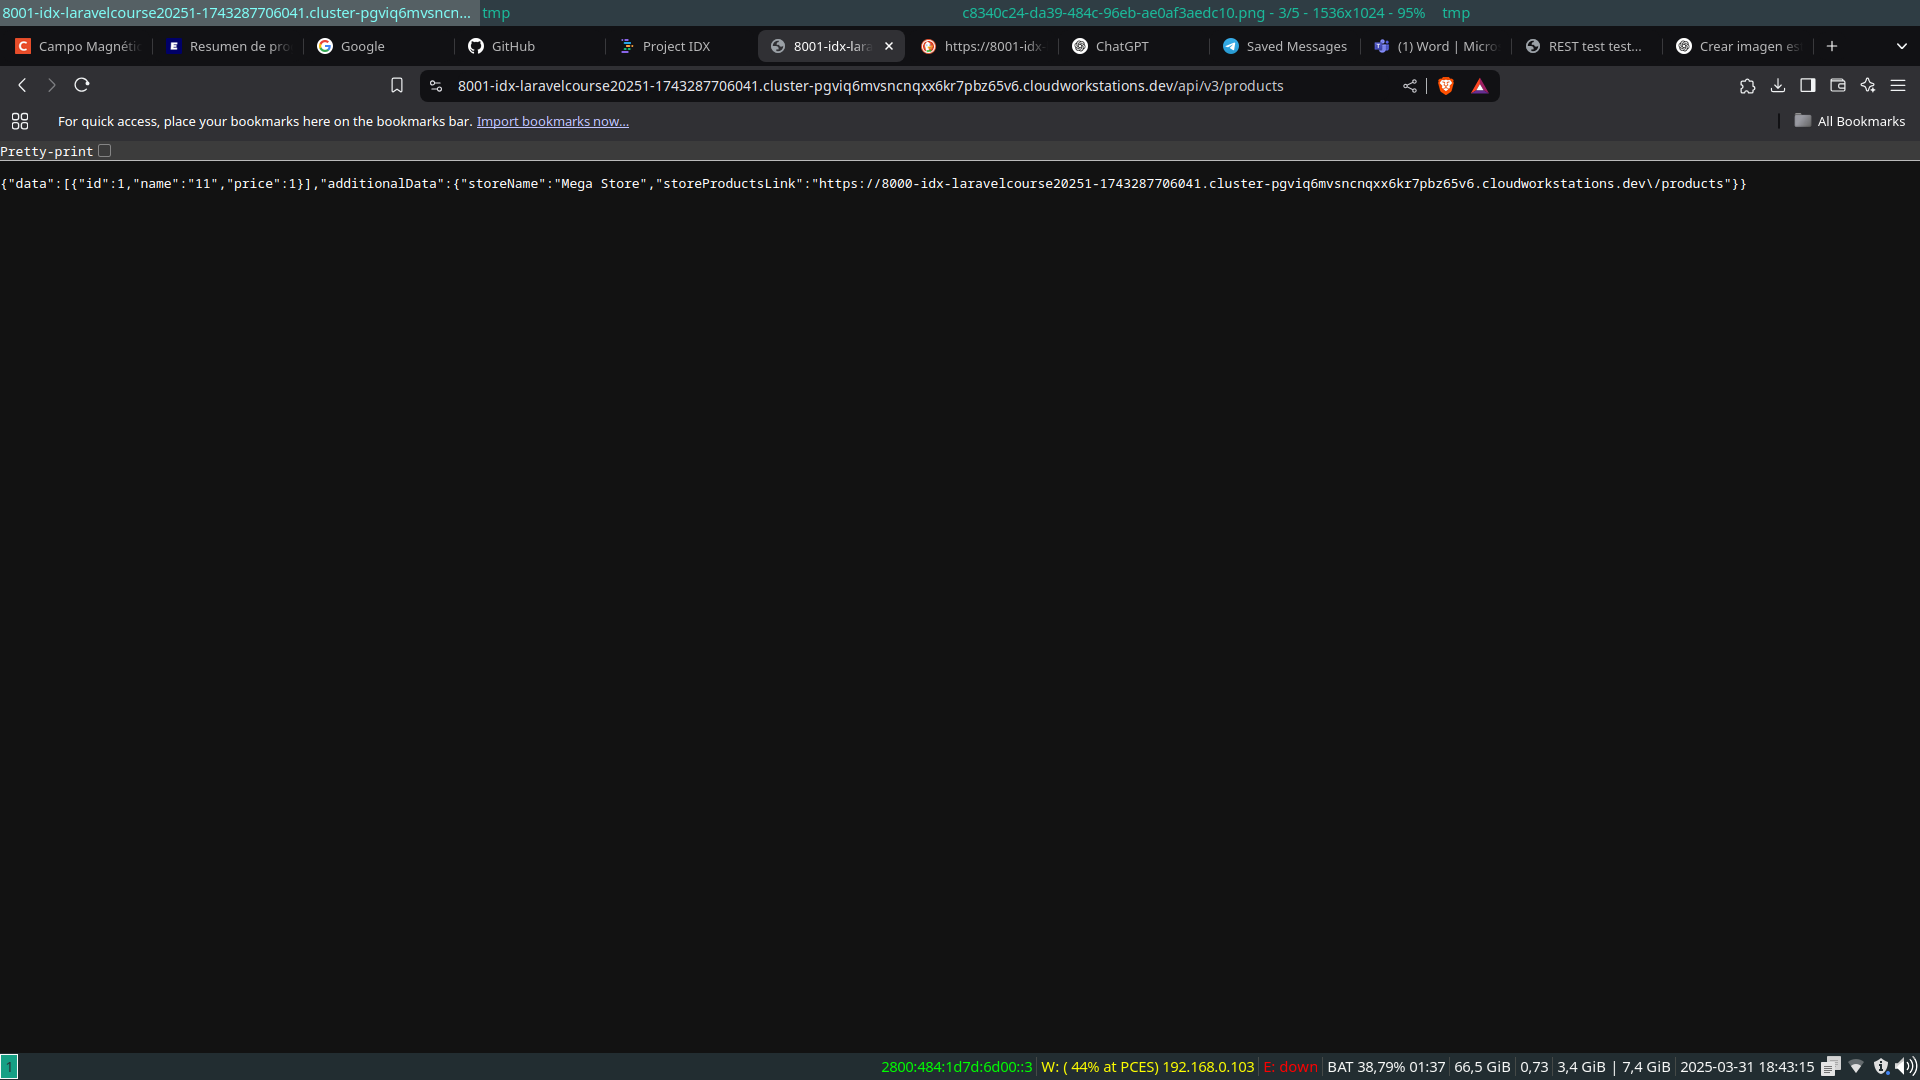 8001-idx-laravelcourse20251-1743287706041.cluster-pgviq6mvsncn... tmp c8340c24-da39-484c-96eb-ae0af3aedc10.png - 3/5 - 1536x1024 - 95% tmp
Campo Magnétic Resumen de pro Google GitHub Project IDX 8001-idx-lara https://8001-idx- ChatGPT Saved Messages (1) Word | Micro REST test test... Crear imagen es
8001-idx-laravelcourse20251-1743287706041.cluster-pgviq6mvsncnqxx6kr7pbz65v6.cloudworkstations.dev/api/v3/products
For quick access, place your bookmarks here on the bookmarks bar. Import bookmarks now... All Bookmarks
Pretty-print
{"data":[{"id":1,"name":"11","price":1}],"additionalData":{"storeName":"Mega Store","storeProductsLink":"https://8000-idx-laravelcourse20251-1743287706041.cluster-pgviq6mvsncnqxx6kr7pbz65v6.cloudworkstations.dev\/products"}}
1 2800:484:1d7d:6d00::3 W: ( 44% at PCES) 192.168.0.103 E: down BAT 38,79% 01:37 66,5 GiB 0,73 3,4 GiB | 7,4 GiB 2025-03-31 18:43:15